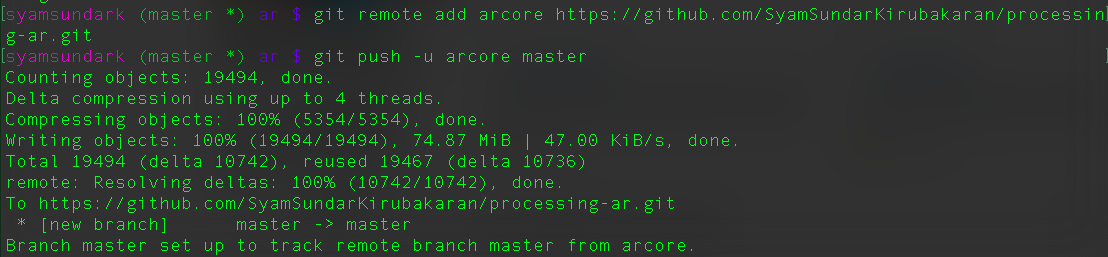 [syamsundark (master *) ar $ git remote add arcore https://github.com/SyamSundarKirubakaran/processin]
g-ar.git
[syamsundark (master *) ar $ git push -u arcore master
Counting objects: 19494, done.
Delta compression using up to 4 threads.
Compressing objects: 100% (5354/5354), done.
Writing objects: 100% (19494/19494), 74.87 MiB | 47.00 KiB/s, done.
Total 19494 (delta 10742), reused 19467 (delta 10736)
remote: Resolving deltas: 100% (10742/10742), done.
To https://github.com/SyamSundarKirubakaran/processing-ar.git
 * [new branch]      master -> master
Branch master set up to track remote branch master from arcore.